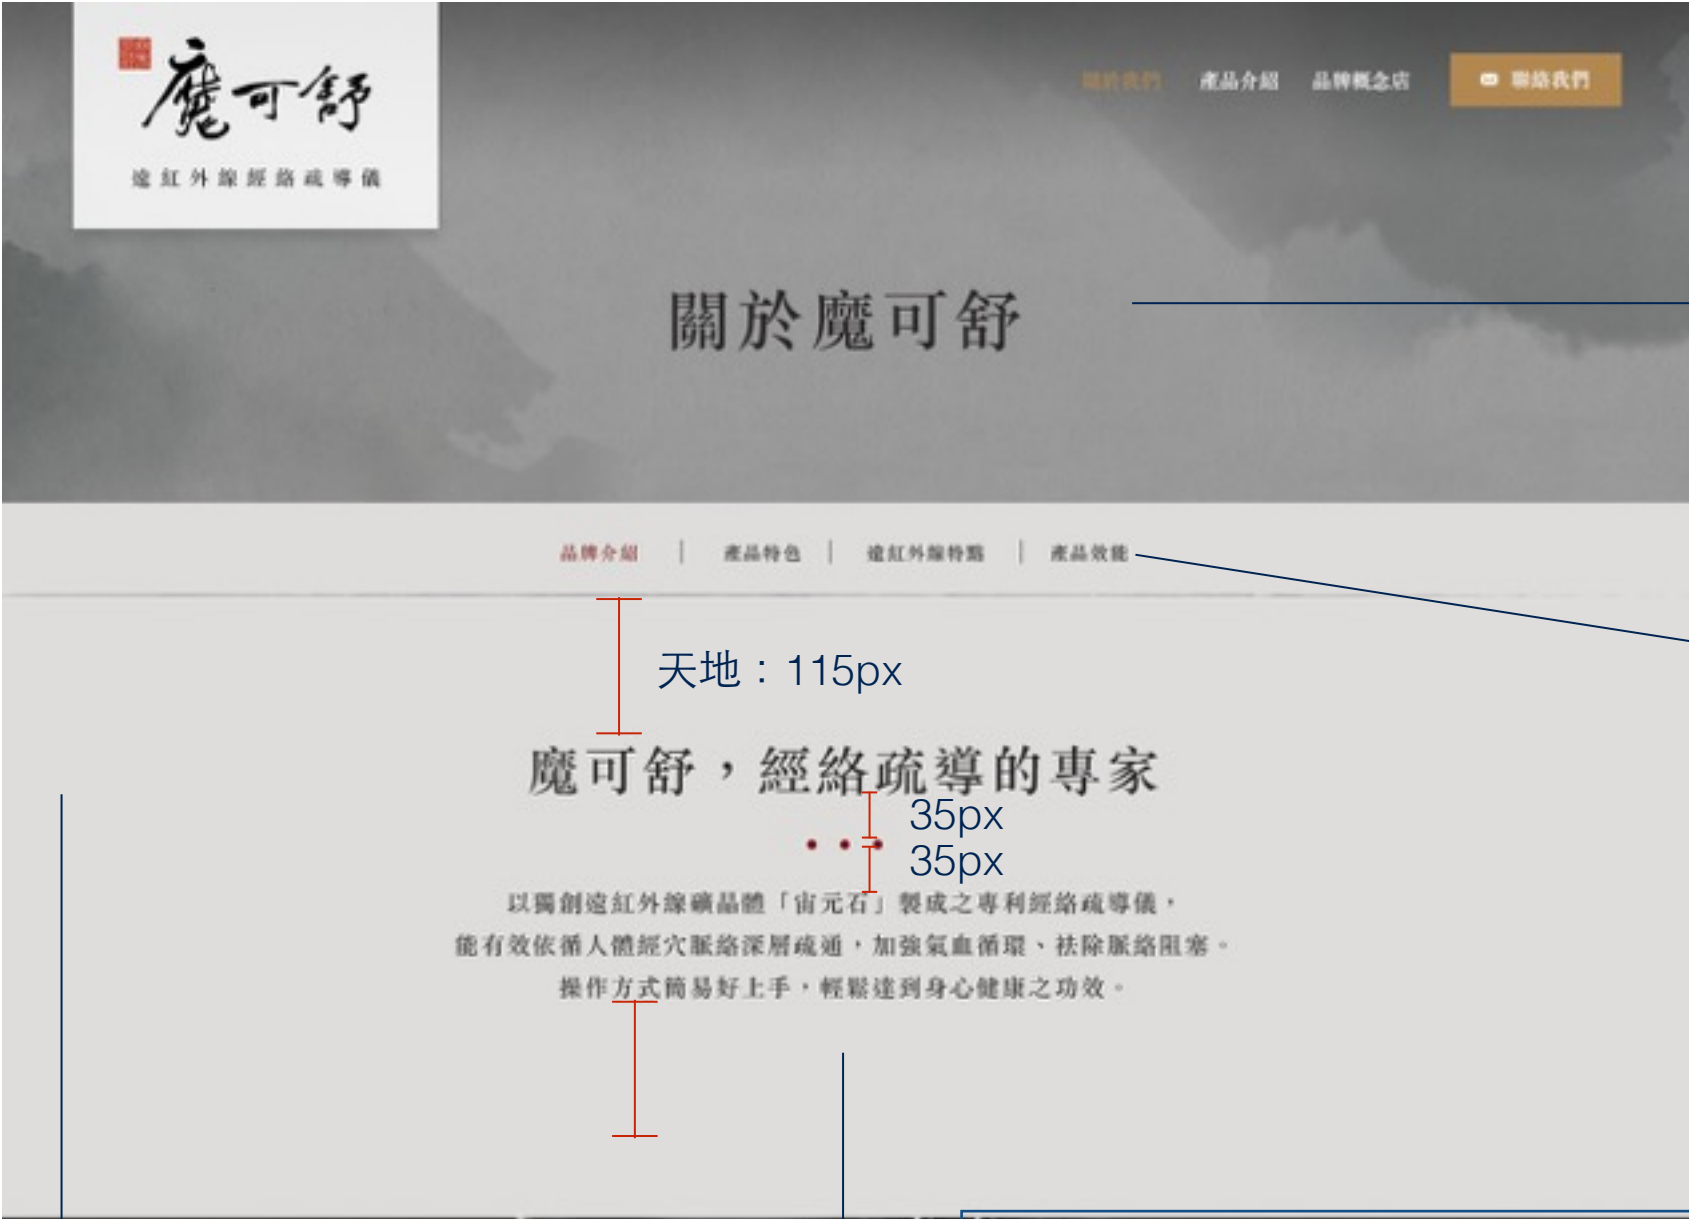 魔可舒
遠紅外線經絡疏導儀
關於我們
產品介紹
品牌概念店
聯絡我們
關於魔可舒
品牌介紹 | 產品特色 | 遠紅外線特點 | 產品效能
天地：115px
魔可舒，經絡疏導的專家
35px
35px
以獨創遠紅外線礦晶體「宙元石」製成之專利經絡疏導儀，
能有效依循人體經穴脈絡深層疏通，加強氣血循環、祛除脈絡阻塞。
操作方式簡易好上手，輕鬆達到身心健康之功效。